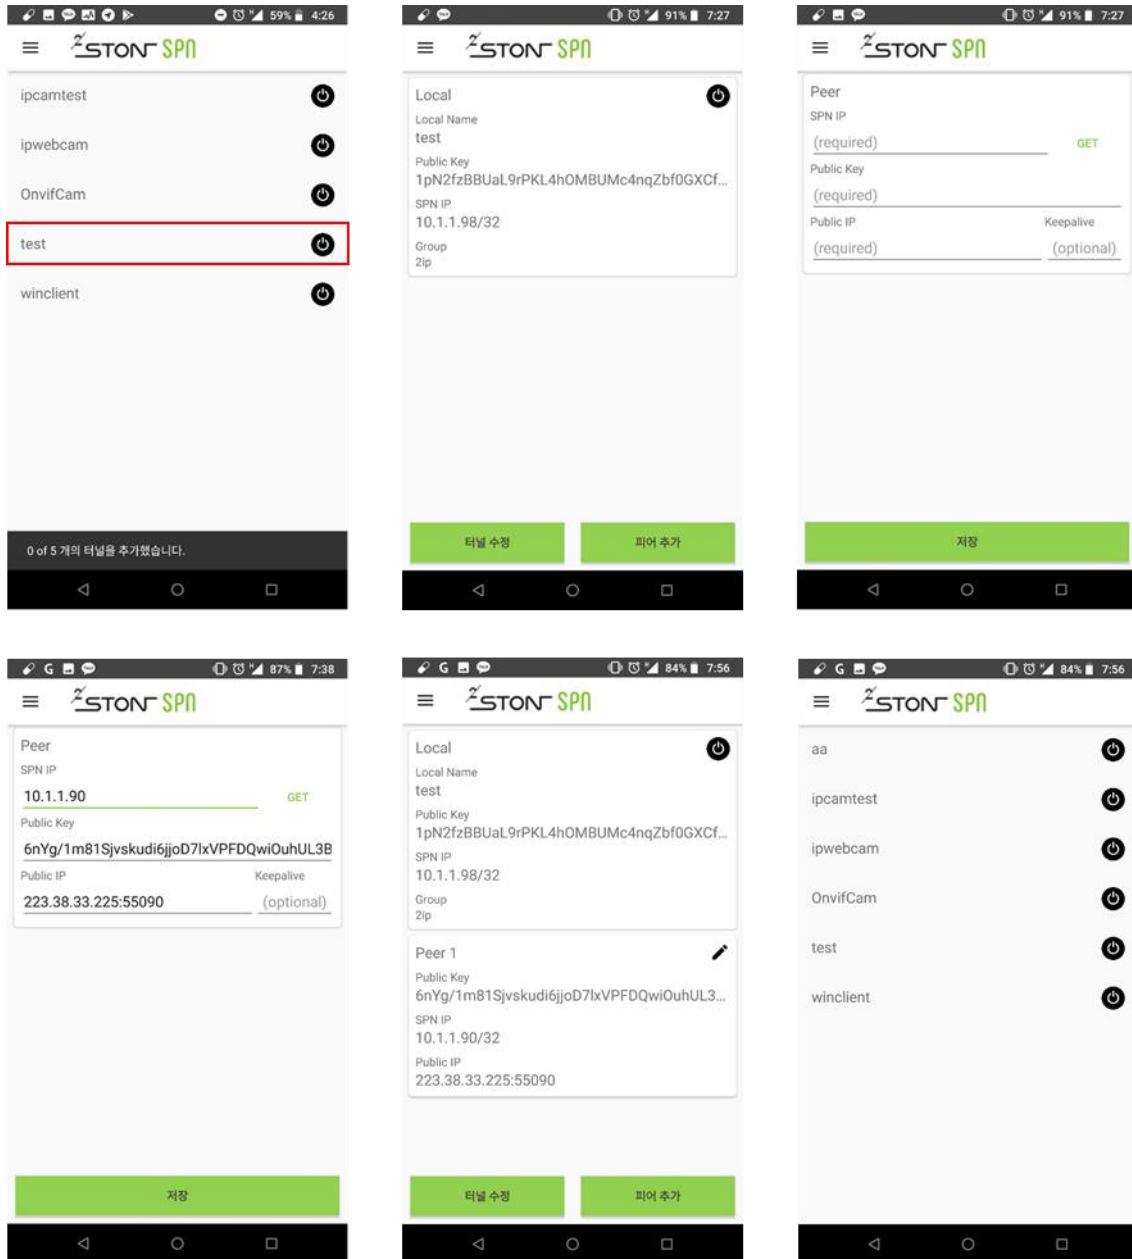 59% 4:26
2STON SPN
ipcamtest
ipwebcam
OnvifCam
test
winclient
0 of 5 개의 터널을 추가했습니다.
91% 7:27
2STON SPN
Local
Local Name
test
Public Key
1pN2fzBBUaL9rPKL4hOMBUMc4nqZbf0GXCf...
SPN IP
10.1.1.98/32
Group
2ip
터널 수정 피어 추가
91% 7:27
2STON SPN
Peer
SPN IP
(required) GET
Public Key
(required)
Public IP Keepalive
(required) (optional)
저장
G 87% 7:38
2STON SPN
Peer
SPN IP
10.1.1.90 GET
Public Key
6nYg/1m81Sjvskudi6jjoD7lxVPFDQwiOuhUL3B
Public IP Keepalive
223.38.33.225:55090 (optional)
저장
G 84% 7:56
2STON SPN
Local
Local Name
test
Public Key
1pN2fzBBUaL9rPKL4hOMBUMc4nqZbf0GXCf...
SPN IP
10.1.1.98/32
Group
2ip
Peer 1
Public Key
6nYg/1m81Sjvskudi6jjoD7lxVPFDQwiOuhUL3...
SPN IP
10.1.1.90/32
Public IP
223.38.33.225:55090
터널 수정 피어 추가
G 84% 7:56
2STON SPN
aa
ipcamtest
ipwebcam
OnvifCam
test
winclient